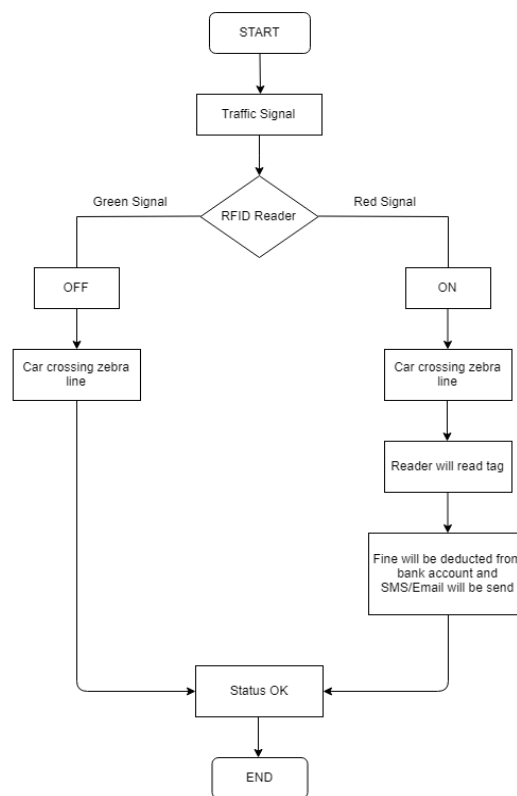 START
Traffic Signal
Green Signal
RFID Reader
Red Signal
OFF
ON
Car crossing zebra
line
Car crossing zebra
line
Reader will read tag
Fine will be deducted from
bank account and
SMS/Email will be send
Status OK
END